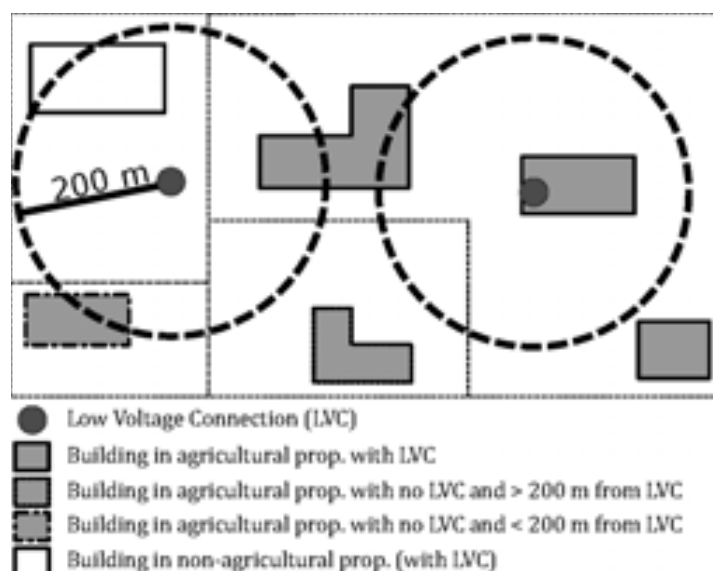 200 m
Low Voltage Connection (LVC)
Building in agricultural prop. with LVC
Building in agricultural prop. with no LVC and > 200 m from LVC
Building in agricultural prop. with no LVC and < 200 m from LVC
Building in non-agricultural prop. (with LVC)